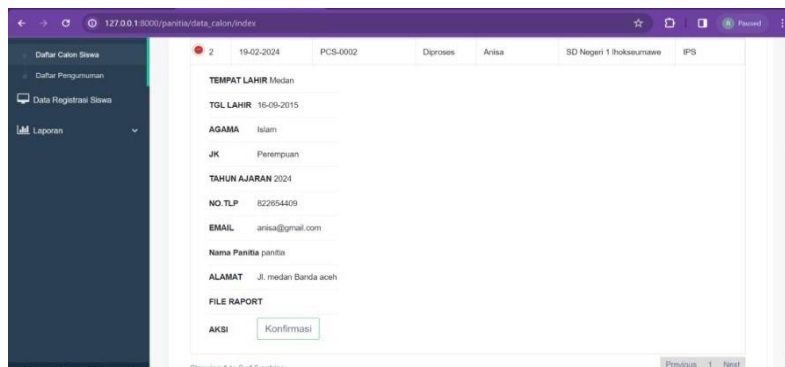 127.0.0.1:8000/panitia/data_calon/index
Paused
Daftar Calon Siswa
Daftar Pengumuman
Data Registrasi Siswa
Laporan
2 19-02-2024 PCS-0002 Diproses Anisa SD Negeri 1 lhokseumawe IPS
TEMPAT LAHIR Medan
TGL LAHIR 16-09-2015
AGAMA Islam
JK Perempuan
TAHUN AJARAN 2024
NO.TLP 822654409
EMAIL anisa@gmail.com
Nama Panitia panitia
ALAMAT Jl. medan Banda aceh
FILE RAPORT
AKSI Konfirmasi
Previous 1 Next